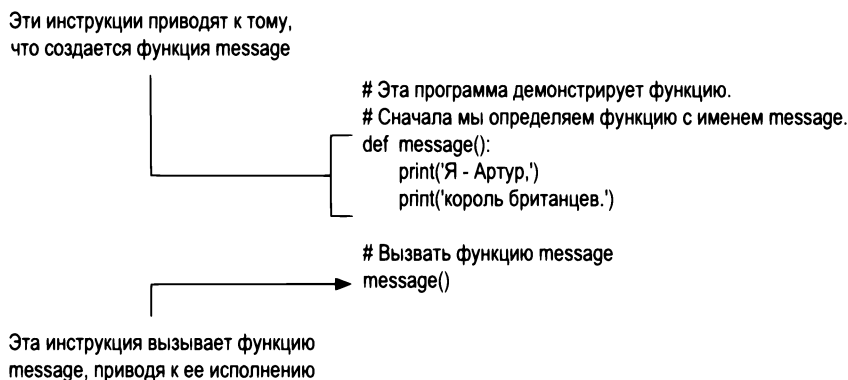 Эти инструкции приводят к тому,
что создается функция message
# Эта программа демонстрирует функцию.
# Сначала мы определяем функцию с именем message.
def message():
print('Я - Артур,')
print('король британцев.')
# Вызвать функцию message
message()
Эта инструкция вызывает функцию
message, приводя к ее исполнению